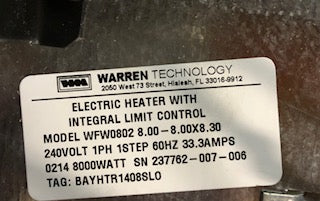 WARREN TECHNOLOGY
2050 West 73 Street, Hialeah, FL 33016-9912
ELECTRIC HEATER WITH
INTEGRAL LIMIT CONTROL
MODEL WFW0802 8.00-8.00X8.30
240VOLT 1PH 1STEP 60HZ 33.3AMPS
0214 8000WATT SN 237762-007-006
TAG: BAYHTR1408SLO